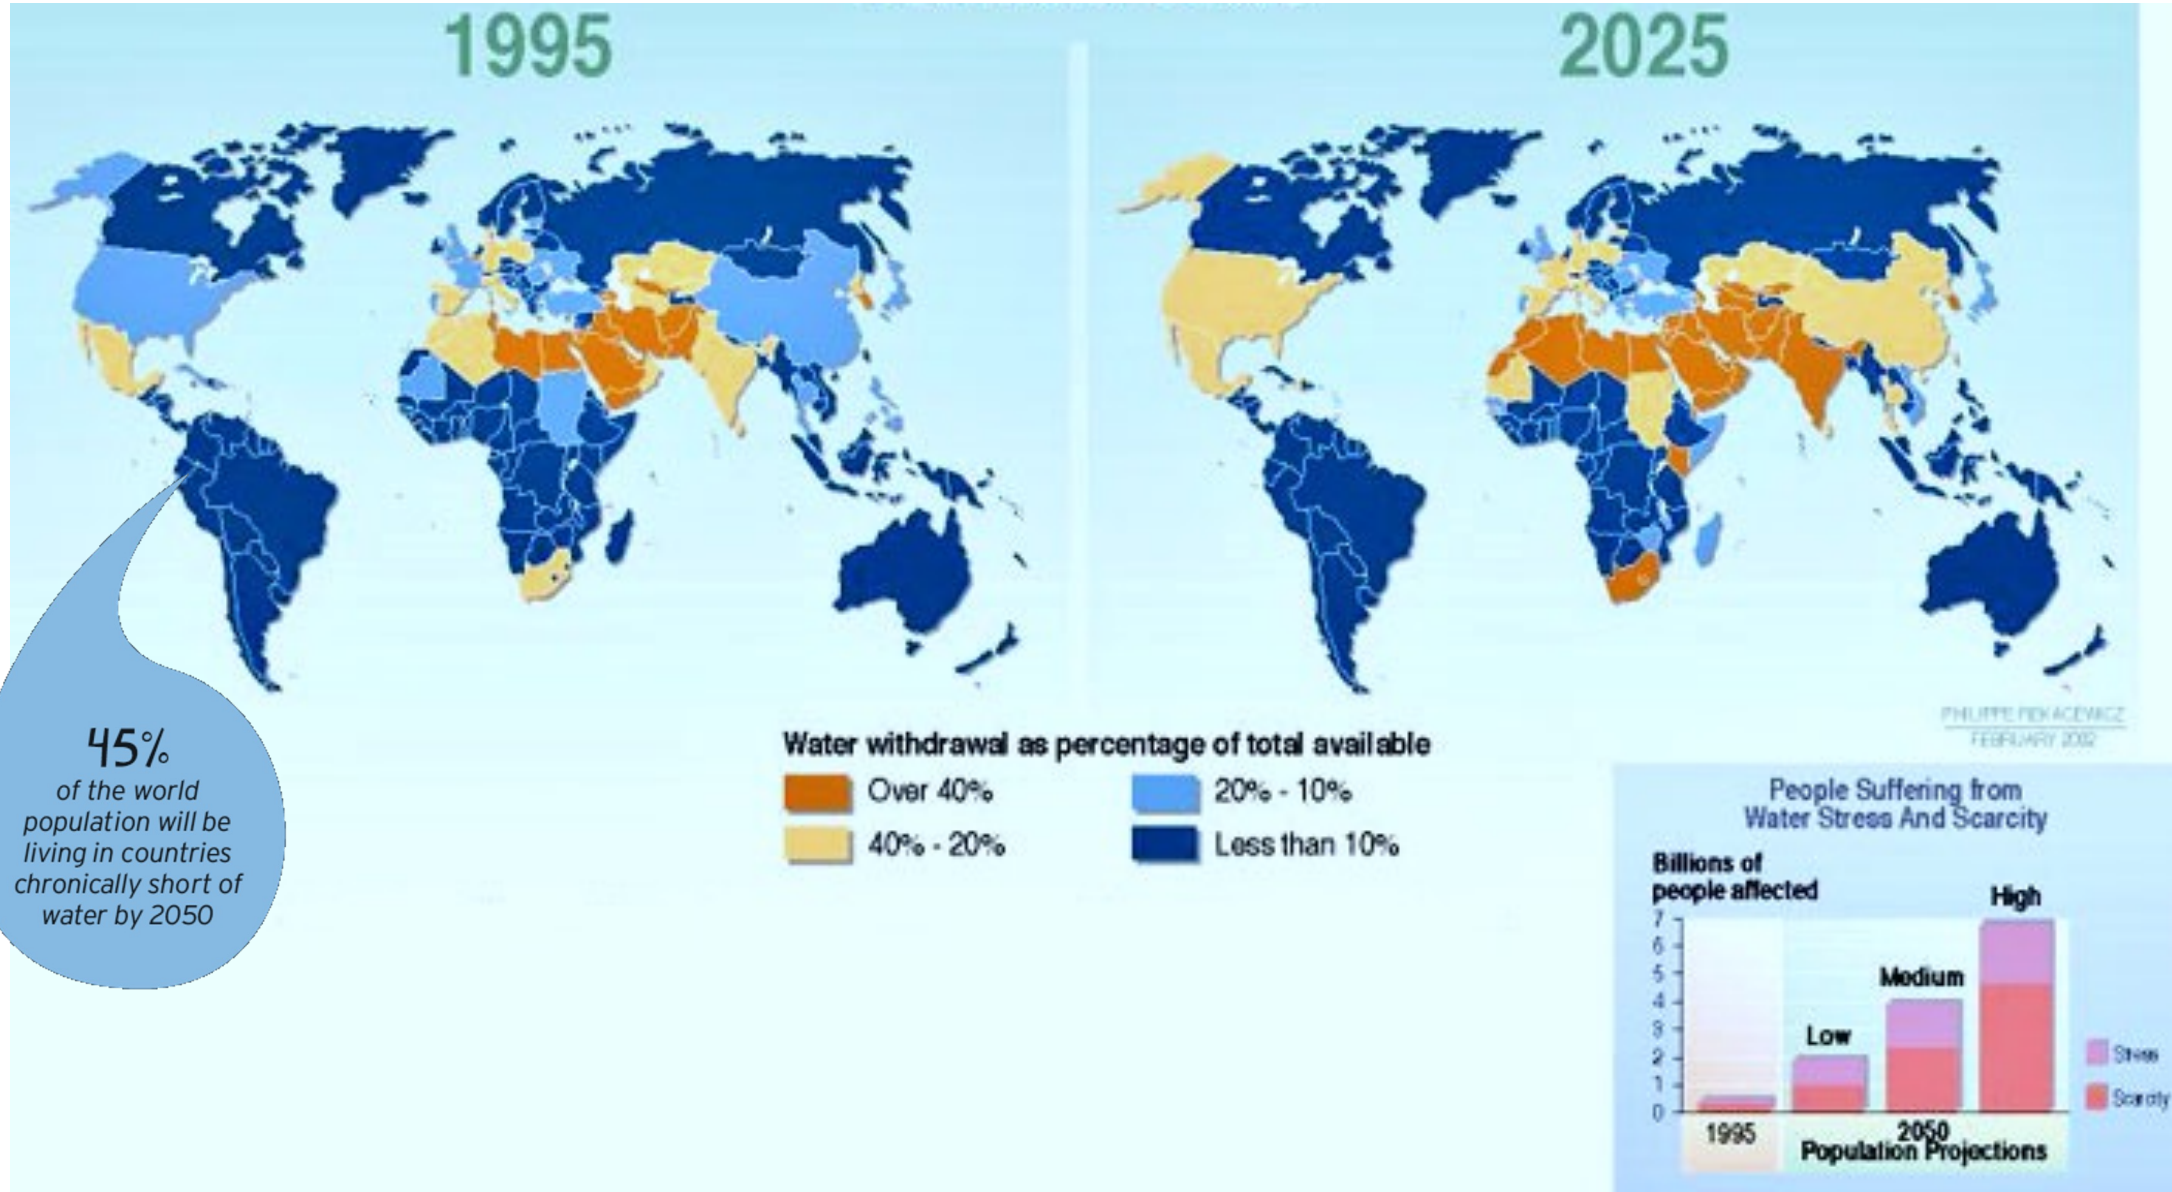 1995
2025
45%
of the world
population will be
living in countries
chronically short of
water by 2050
Water withdrawal as percentage of total available
Over 40%
40% - 20%
20% - 10%
Less than 10%
FEBRUARY 2002
People Suffering from
Water Stress And Scarcity
Billions of
people affected
7
6
5
4
3
2
1
0
Low
Medium
High
1995
2050
Population Projections
Stress
Scarcity